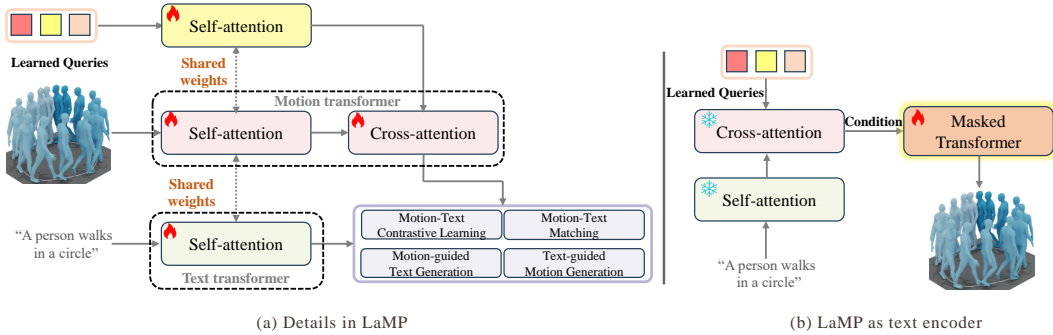 Self-attention
Learned Queries
Shared
weights
Motion transformer
Self-attention
Cross-attention
Shared
weights
"A person walks
in a circle"
Self-attention
Text transformer
Motion-Text
Contrastive Learning
Motion-Text
Matching
Motion-guided
Text Generation
Text-guided
Motion Generation
(a) Details in LaMP
Learned Queries
Cross-attention
Condition
Masked
Transformer
Self-attention
"A person walks
in a circle"
(b) LaMP as text encoder